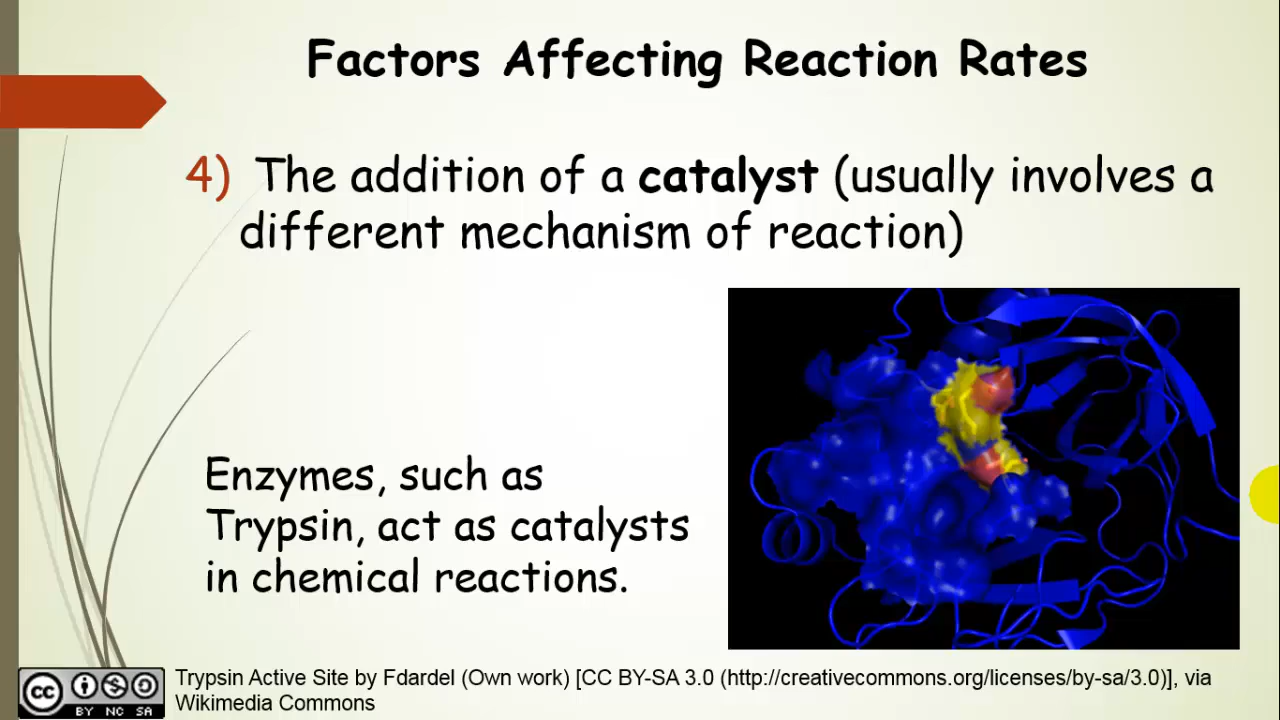 Factors Affecting Reaction Rates
4) The addition of a catalyst (usually involves a
different mechanism of reaction)
Enzymes, such as
Trypsin, act as catalysts
in chemical reactions.
cc
BY NC SA
Trypsin Active Site by Fdardel (Own work) [CC BY-SA 3.0 (http://creativecommons.org/licenses/by-sa/3.0)], via
Wikimedia Commons